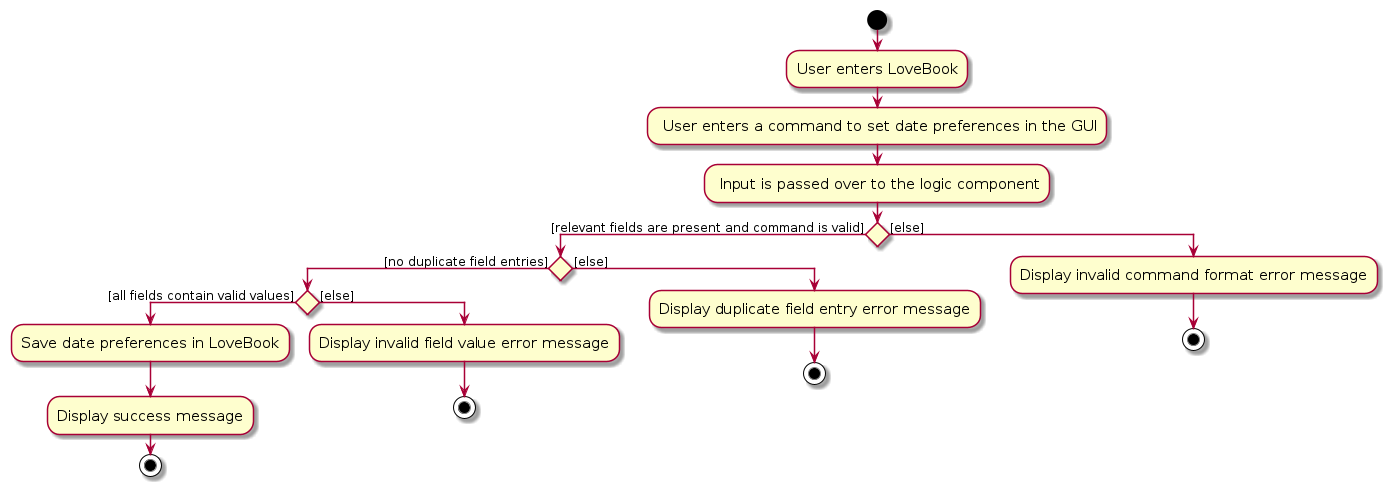 User enters LoveBook
User enters a command to set date preferences in the GUI
Input is passed over to the logic component
[relevant fields are present and command is valid]
[else]
[no duplicate field entries]
[else]
Display invalid command format error message
[all fields contain valid values]
[else]
Display duplicate field entry error message
Save date preferences in LoveBook
Display invalid field value error message
Display success message